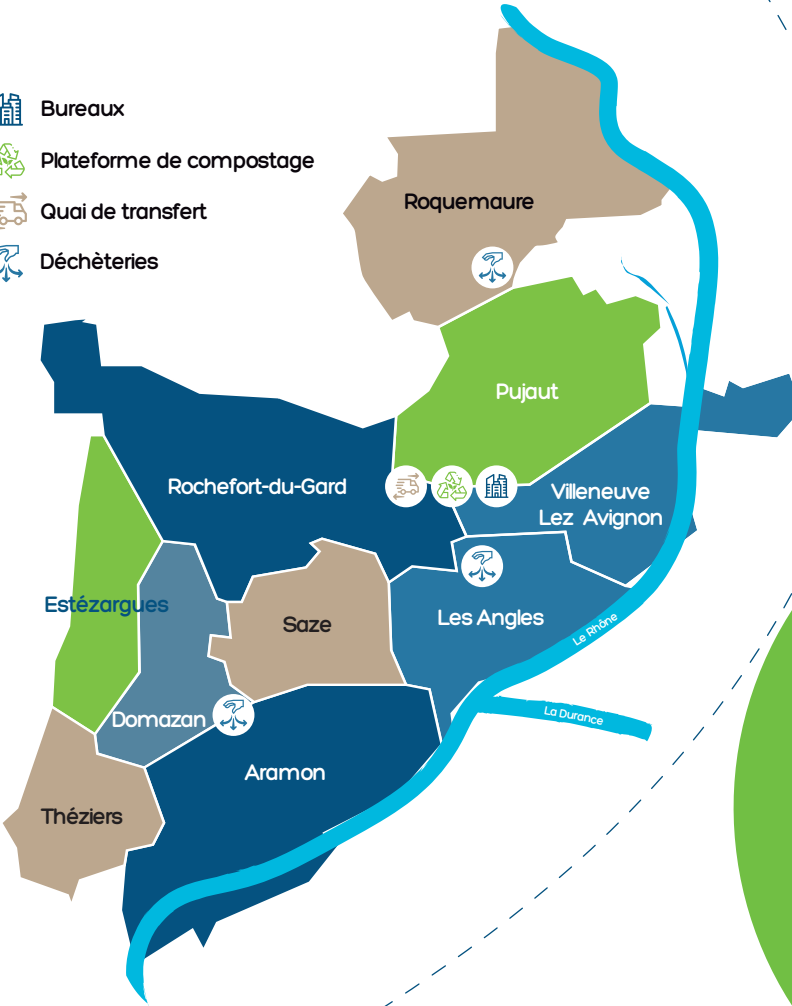 Bureaux
Plateforme de compostage
Quai de transfert
Déchèteries
Roquemaure
Pujaut
Rochefort-du-Gard
Villeneuve
Lez Avignon
Estézargues
Saze
Les Angles
Le Rhône
Domazan
La Durance
Aramon
Théziers